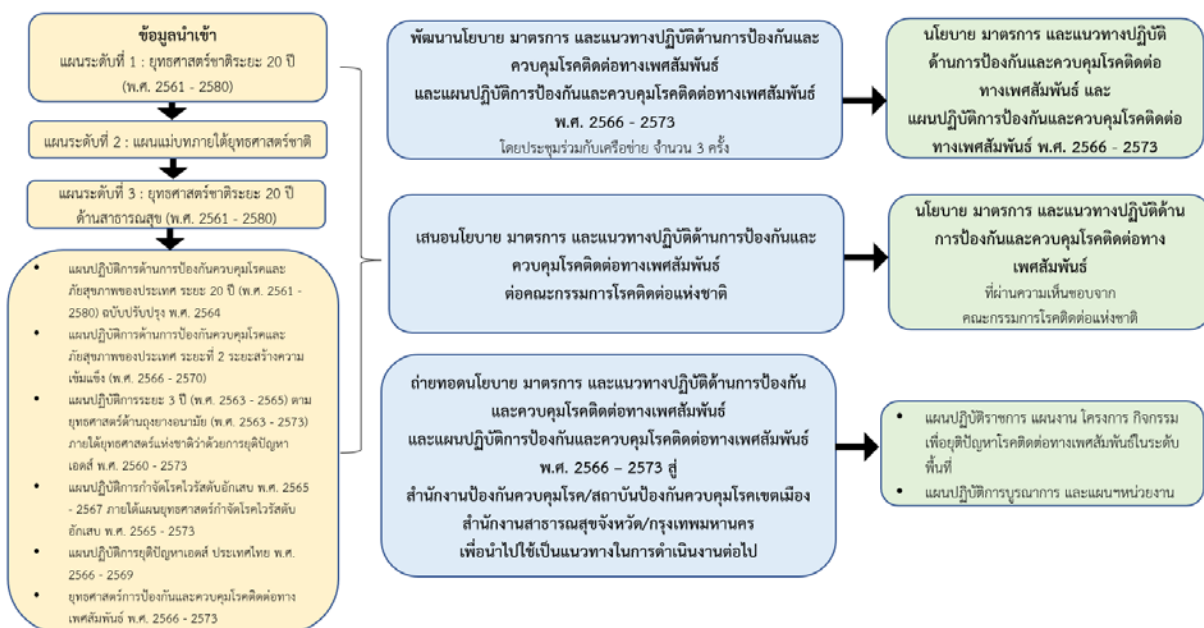 ข้อมูลนำเข้า
แผนระดับที่ 1 : ยุทธศาสตร์ชาติระยะ 20 ปี
(พ.ศ. 2561 - 2580)
แผนระดับที่ 2 : แผนแม่บทภายใต้ยุทธศาสตร์ชาติ
แผนระดับที่ 3 : ยุทธศาสตร์ชาติระยะ 20 ปี
ด้านสาธารณสุข (พ.ศ. 2561 - 2580)
• แผนปฏิบัติการด้านการป้องกันควบคุมโรคและ
ภัยสุขภาพของประเทศ ระยะ 20 ปี (พ.ศ. 2561 -
2580) ฉบับปรับปรุง พ.ศ. 2564
• แผนปฏิบัติการด้านการป้องกันควบคุมโรคและ
ภัยสุขภาพของประเทศ ระยะที่ 2 ระยะสร้างความ
เข้มแข็ง (พ.ศ. 2566 - 2570)
• แผนปฏิบัติการระยะ 3 ปี (พ.ศ. 2563 - 2565) ตาม
ยุทธศาสตร์ด้านถุงยางอนามัย (พ.ศ. 2563 - 2573)
ภายใต้ยุทธศาสตร์แห่งชาติว่าด้วยการยุติปัญหา
เอดส์ พ.ศ. 2560 - 2573
• แผนปฏิบัติการกำจัดโรคไวรัสตับอักเสบ พ.ศ. 2565
- 2567 ภายใต้แผนยุทธศาสตร์กำจัดโรคไวรัสตับ
อักเสบ พ.ศ. 2565 - 2573
• แผนปฏิบัติการยุติปัญหาเอดส์ ประเทศไทย พ.ศ.
2566 - 2569
• ยุทธศาสตร์การป้องกันและควบคุมโรคติดต่อทาง
เพศสัมพันธ์ พ.ศ. 2566 - 2573
พัฒนานโยบาย มาตรการ และแนวทางปฏิบัติด้านการป้องกันและ
ควบคุมโรคติดต่อทางเพศสัมพันธ์
และแผนปฏิบัติการป้องกันและควบคุมโรคติดต่อทางเพศสัมพันธ์
พ.ศ. 2566 - 2573
โดยประชุมร่วมกับเครือข่าย จำนวน 3 ครั้ง
นโยบาย มาตรการ และแนวทางปฏิบัติ
ด้านการป้องกันและควบคุมโรคติดต่อ
ทางเพศสัมพันธ์ และ
แผนปฏิบัติการป้องกันและควบคุมโรคติดต่อ
ทางเพศสัมพันธ์ พ.ศ. 2566 - 2573
เสนอนโยบาย มาตรการ และแนวทางปฏิบัติด้านการป้องกันและ
ควบคุมโรคติดต่อทางเพศสัมพันธ์
ต่อคณะกรรมการโรคติดต่อแห่งชาติ
นโยบาย มาตรการ และแนวทางปฏิบัติด้าน
การป้องกันและควบคุมโรคติดต่อทาง
เพศสัมพันธ์
ที่ผ่านความเห็นชอบจาก
คณะกรรมการโรคติดต่อแห่งชาติ
ถ่ายทอดนโยบาย มาตรการ และแนวทางปฏิบัติด้านการป้องกัน
และควบคุมโรคติดต่อทางเพศสัมพันธ์
และแผนปฏิบัติการป้องกันและควบคุมโรคติดต่อทางเพศสัมพันธ์
พ.ศ. 2566 – 2573 สู่
สำนักงานป้องกันควบคุมโรค/สถาบันป้องกันควบคุมโรคเขตเมือง
สำนักงานสาธารณสุขจังหวัด/กรุงเทพมหานคร
เพื่อนำไปใช้เป็นแนวทางในการดำเนินงานต่อไป
• แผนปฏิบัติราชการ แผนงาน โครงการ กิจกรรม
เพื่อยุติปัญหาโรคติดต่อทางเพศสัมพันธ์ในระดับ
พื้นที่
• แผนปฏิบัติการบูรณาการ และแผนฯหน่วยงาน